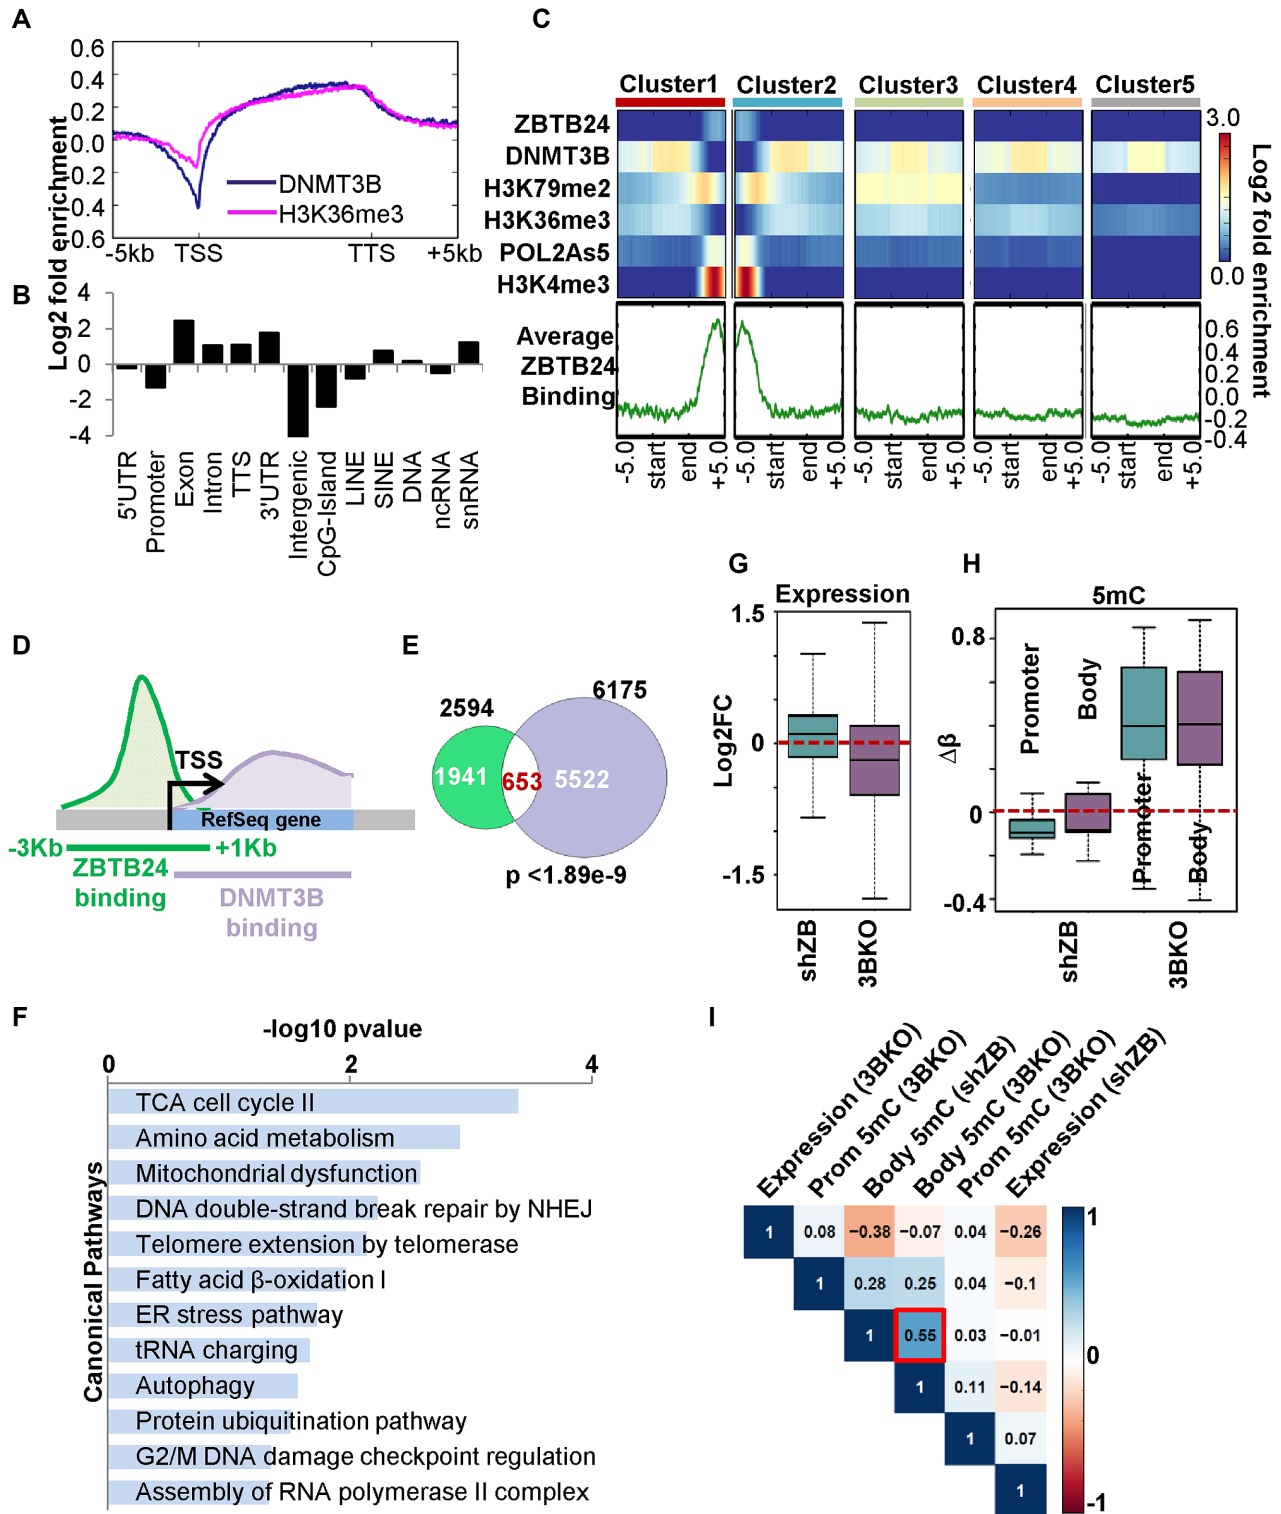 A
0.6
0.4
0.2
0.0
0.2
0.4
0.6
Log2 fold enrichment
DNMT3B
H3K36me3
-5kb TSS TTS +5kb
B
4
2
0
-2
-4
5'UTR
Promoter
Exon
Intron
TTS
3'UTR
Intergenic
CpG-Island
LINE
SINE
DNA
ncRNA
snRNA
C
Cluster1 Cluster2 Cluster3 Cluster4 Cluster5
ZBTB24
DNMT3B
H3K79me2
H3K36me3
POL2As5
H3K4me3
3.0
0.0
Log2 fold enrichment
Average
ZBTB24
Binding
0.6
0.4
0.2
0.0
-0.2
-0.4
-5.0 start end +5.0 -5.0 start end +5.0 -5.0 start end +5.0 -5.0 start end +5.0 -5.0 start end +5.0
D
TSS
RefSeq gene
-3Kb +1Kb
ZBTB24
binding
DNMT3B
binding
E
2594
6175
1941 653 5522
p <1.89e-9
G
Expression
1.5
0
-1.5
Log2FC
shZB
3BKO
H
5mC
0.8
0
-0.4
Δβ
Promoter
Body
Promoter
Body
shZB
3BKO
F
-log10 pvalue
0 2 4
Canonical Pathways
TCA cell cycle II
Amino acid metabolism
Mitochondrial dysfunction
DNA double-strand break repair by NHEJ
Telomere extension by telomerase
Fatty acid β-oxidation I
ER stress pathway
tRNA charging
Autophagy
Protein ubiquitination pathway
G2/M DNA damage checkpoint regulation
Assembly of RNA polymerase II complex
I
Expression (3BKO)
Prom 5mC (3BKO)
Body 5mC (shZB)
Body 5mC (3BKO)
Prom 5mC (3BKO)
Expression (shZB)
1 0.08 −0.38 −0.07 0.04 −0.26
1 0.28 0.25 0.04 −0.1
1 0.55 0.03 −0.01
1 0.11 −0.14
1 0.07
1
1
0
-1